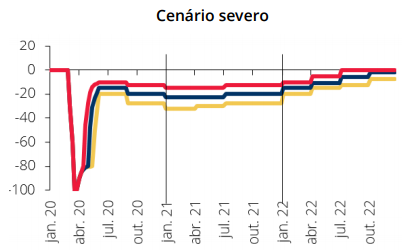 Cenário severo
20
0
-20
-40
-60
-80
-100
jan. 20
abr. 20
jul. 20
out. 20
jan. 21
abr. 21
jul. 21
out. 21
jan. 22
abr. 22
jul. 22
out. 22